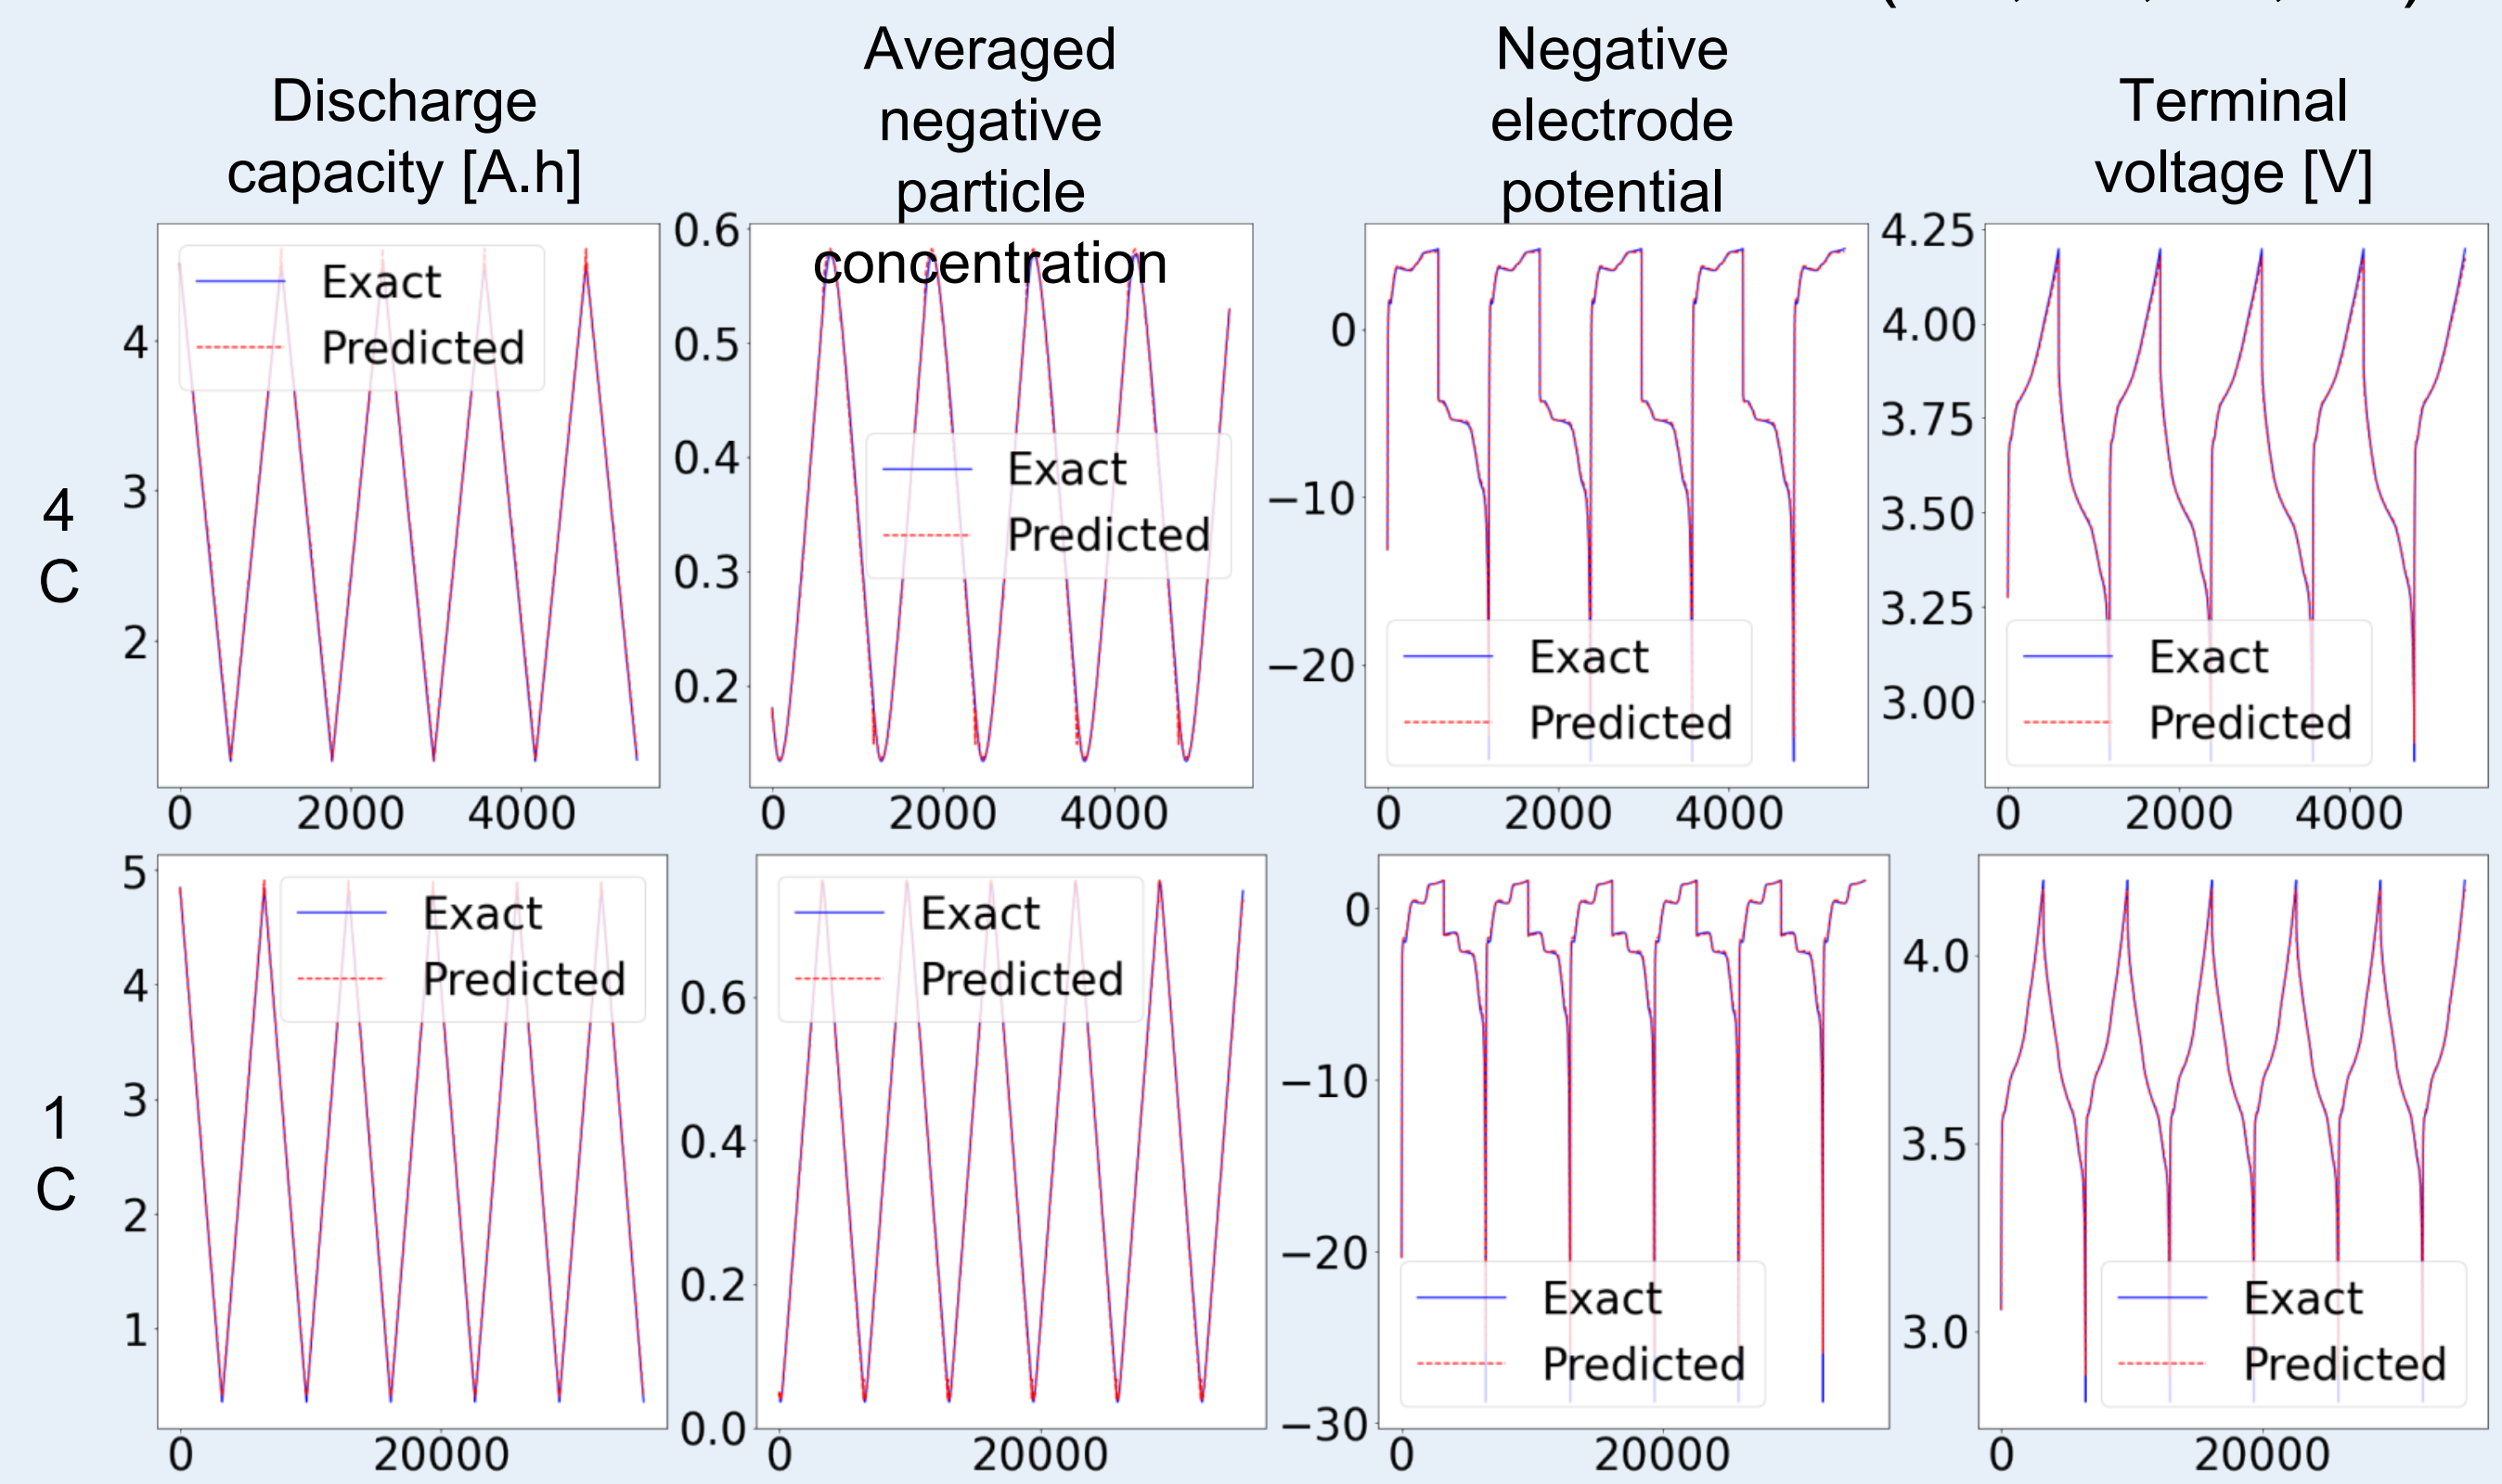 Discharge
capacity [A.h]
Averaged
negative
particle
concentration
Negative
electrode
potential
Terminal
voltage [V]
4
C
Exact
Predicted
4
3
2
0 2000 4000
Exact
Predicted
0.6
0.5
0.4
0.3
0.2
0 2000 4000
Exact
Predicted
0
−10
−20
0 2000 4000
Exact
Predicted
4.25
4.00
3.75
3.50
3.25
3.00
0 2000 4000
1
C
Exact
Predicted
5
4
3
2
1
0 20000
Exact
Predicted
0.6
0.4
0.2
0.0
0 20000
Exact
Predicted
0
−10
−20
−30
0 20000
Exact
Predicted
4.0
3.5
3.0
0 20000